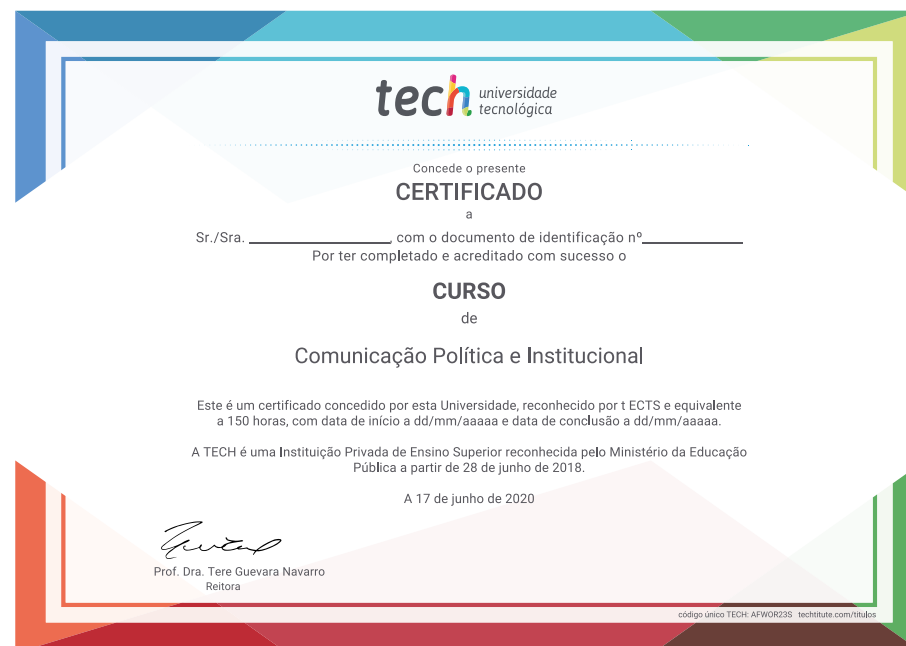 tech universidade
tecnológica
Concede o presente
CERTIFICADO
a
Sr./Sra. ____________________, com o documento de identificação nº______________
Por ter completado e acreditado com sucesso o
CURSO
de
Comunicação Política e Institucional
Este é um certificado concedido por esta Universidade, reconhecido por t ECTS e equivalente
a 150 horas, com data de início a dd/mm/aaaaa e data de conclusão a dd/mm/aaaaa.
A TECH é uma Instituição Privada de Ensino Superior reconhecida pelo Ministério da Educação
Pública a partir de 28 de junho de 2018.
A 17 de junho de 2020
Prof. Dra. Tere Guevara Navarro
Reitora
código único TECH: AFWOR23S techtitute.com/titulos